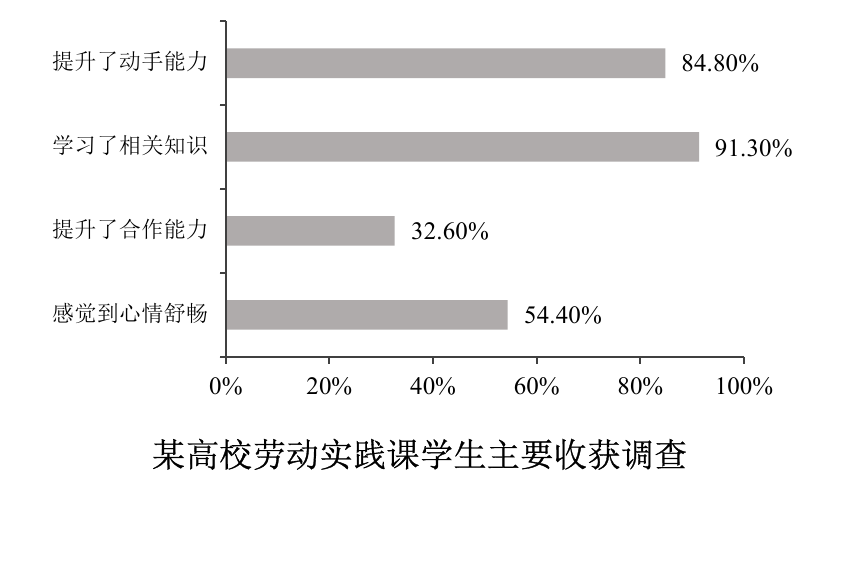 提升了动手能力 84.80%
学习了相关知识 91.30%
提升了合作能力 32.60%
感觉到心情舒畅 54.40%
0% 20% 40% 60% 80% 100%
某高校劳动实践课学生主要收获调查